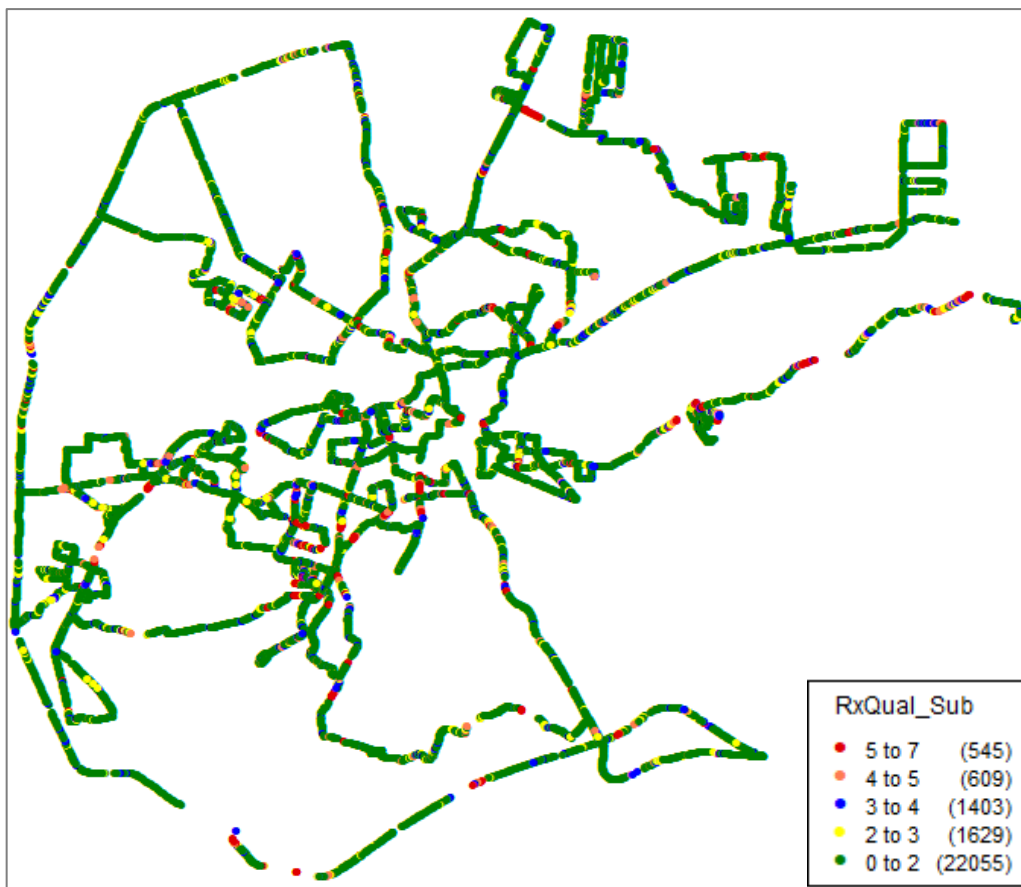 RxQual_Sub
5 to 7 (545)
4 to 5 (609)
3 to 4 (1403)
2 to 3 (1629)
0 to 2 (22055)